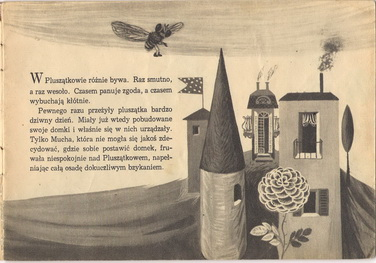 W Pluszątkowie różnie bywa. Raz smutno,
a raz wesoło. Czasem panuje zgoda, a czasem
wybuchają kłótnie.
Pewnego razu przeżyły pluszątka bardzo
dziwny dzień. Miały już wtedy pobudowane
swoje domki i właśnie się w nich urządzały.
Tylko Mucha, która nie mogła się jakoś zde-
cydować, gdzie sobie postawić domek, fru-
wała niespokojnie nad Pluszątkowem, napeł-
niając całą osadę dokuczliwym bzykaniem.